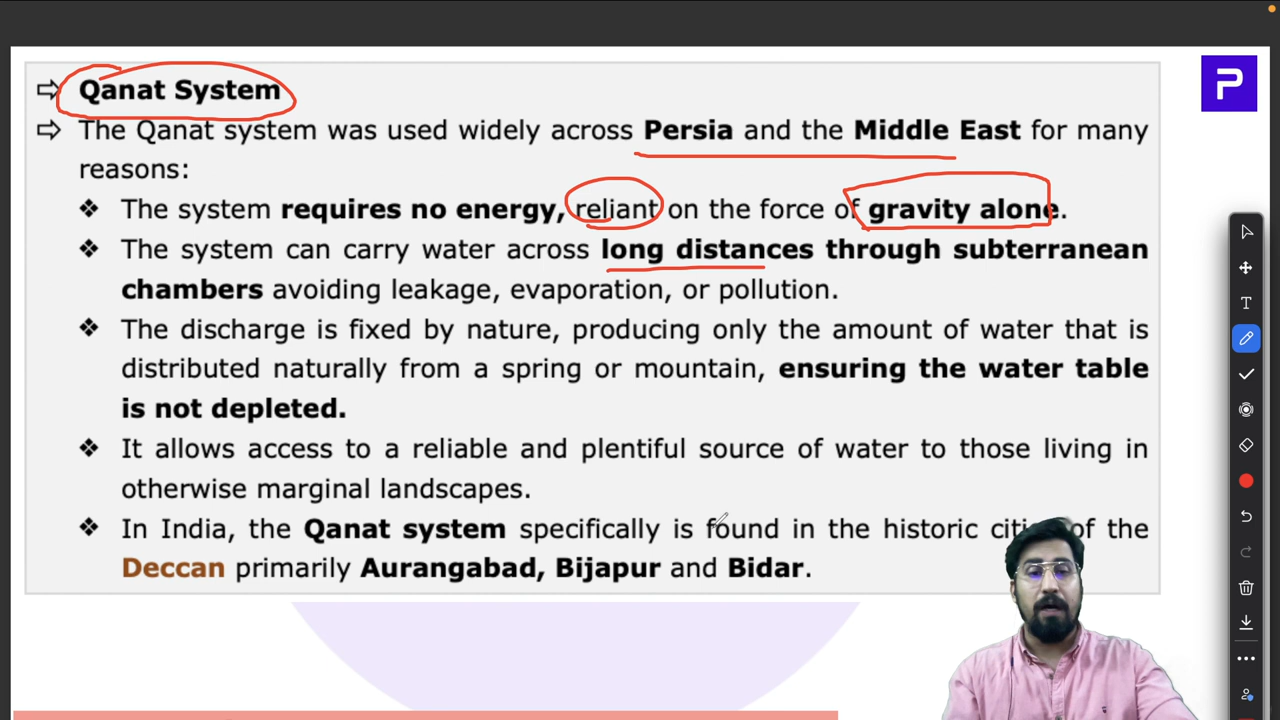 Qanat System
The Qanat system was used widely across Persia and the Middle East for many
reasons:
The system requires no energy, reliant on the force of gravity alone.
The system can carry water across long distances through subterranean
chambers avoiding leakage, evaporation, or pollution.
The discharge is fixed by nature, producing only the amount of water that is
distributed naturally from a spring or mountain, ensuring the water table
is not depleted.
It allows access to a reliable and plentiful source of water to those living in
otherwise marginal landscapes.
In India, the Qanat system specifically is found in the historic of the
Deccan primarily Aurangabad, Bijapur and Bidar.
P
T